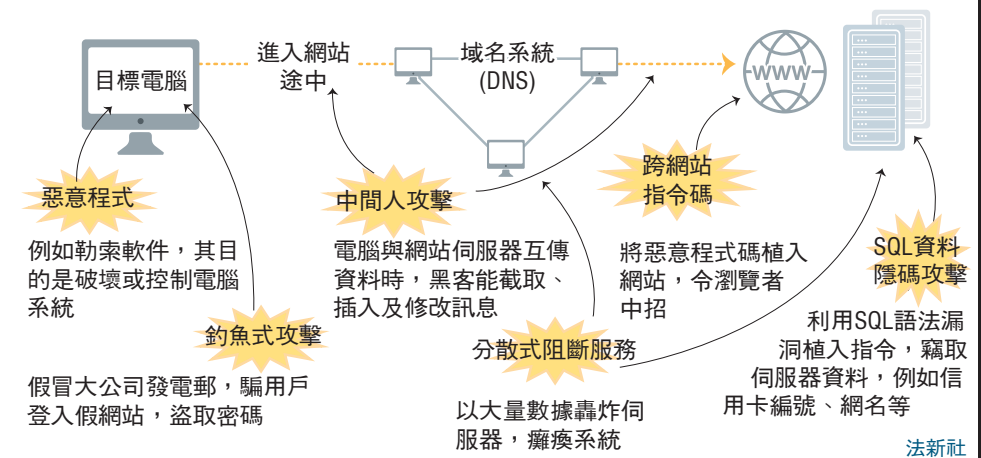 目標電腦
進入網站
途中
域名系統
(DNS)
WWW
惡意程式
例如勒索軟件，其目
的是破壞或控制電腦
系統
釣魚式攻擊
假冒大公司發電郵，騙用戶
登入假網站，盜取密碼
中間人攻擊
電腦與網站伺服器互傳
資料時，黑客能截取、
插入及修改訊息
分散式阻斷服務
以大量數據轟炸伺
服器，癱瘓系統
跨網站
指令碼
將惡意程式碼植入
網站，令瀏覽者
中招
SQL資料
隱碼攻擊
利用SQL語法漏
洞植入指令，竊取
伺服器資料，例如信
用卡編號、網名等
法新社